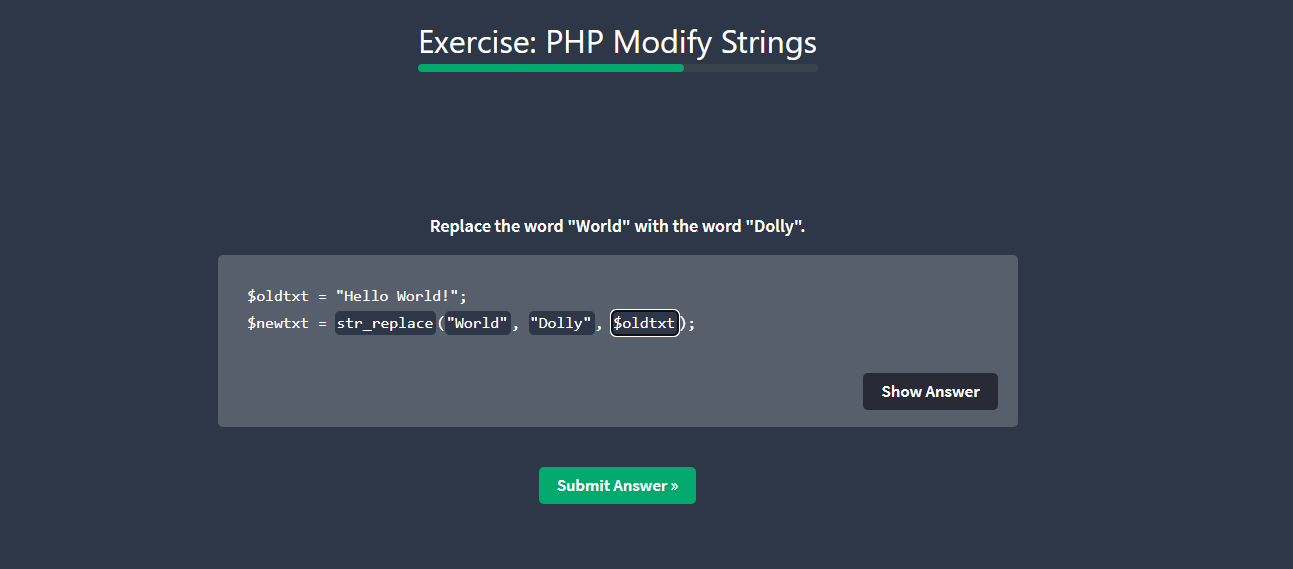 Exercise: PHP Modify Strings
Replace the word "World" with the word "Dolly".
$oldtxt = "Hello World!";
$newtxt = str_replace("World", "Dolly", $oldtxt);
Show Answer
Submit Answer »